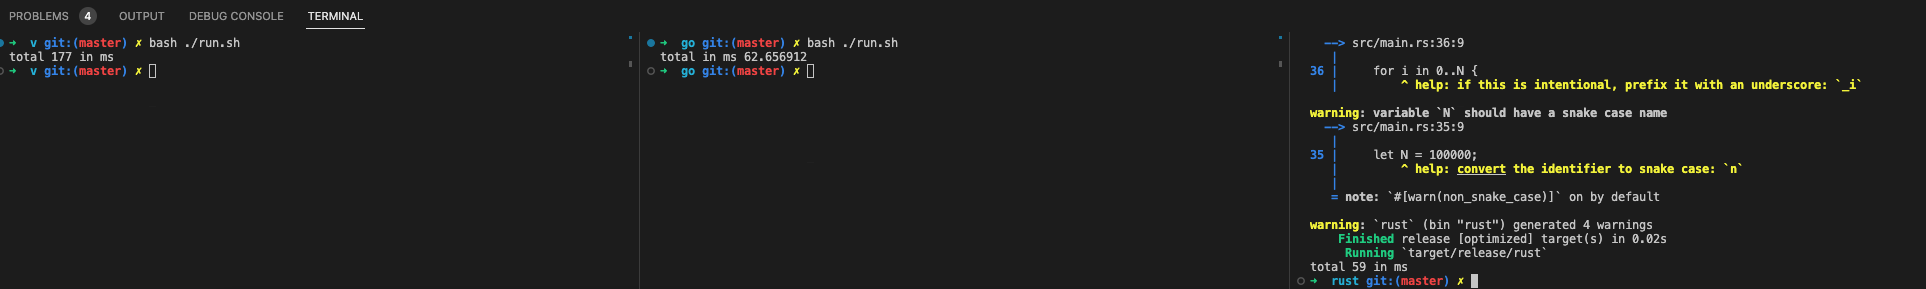 PROBLEMS 4 OUTPUT DEBUG CONSOLE TERMINAL
➜ v git:(master) ✗ bash ./run.sh
total 177 in ms
➜ v git:(master) ✗
➜ go git:(master) ✗ bash ./run.sh
total in ms 62.656912
➜ go git:(master) ✗
--> src/main.rs:36:9
|
36 | for i in 0..N {
| ^ help: if this is intentional, prefix it with an underscore: `_i`
warning: variable `N` should have a snake case name
--> src/main.rs:35:9
|
35 | let N = 100000;
| ^ help: convert the identifier to snake case: `n`
|
= note: `#[warn(non_snake_case)]` on by default
warning: `rust` (bin "rust") generated 4 warnings
Finished release [optimized] target(s) in 0.02s
Running `target/release/rust`
total 59 in ms
➜ rust git:(master) ✗